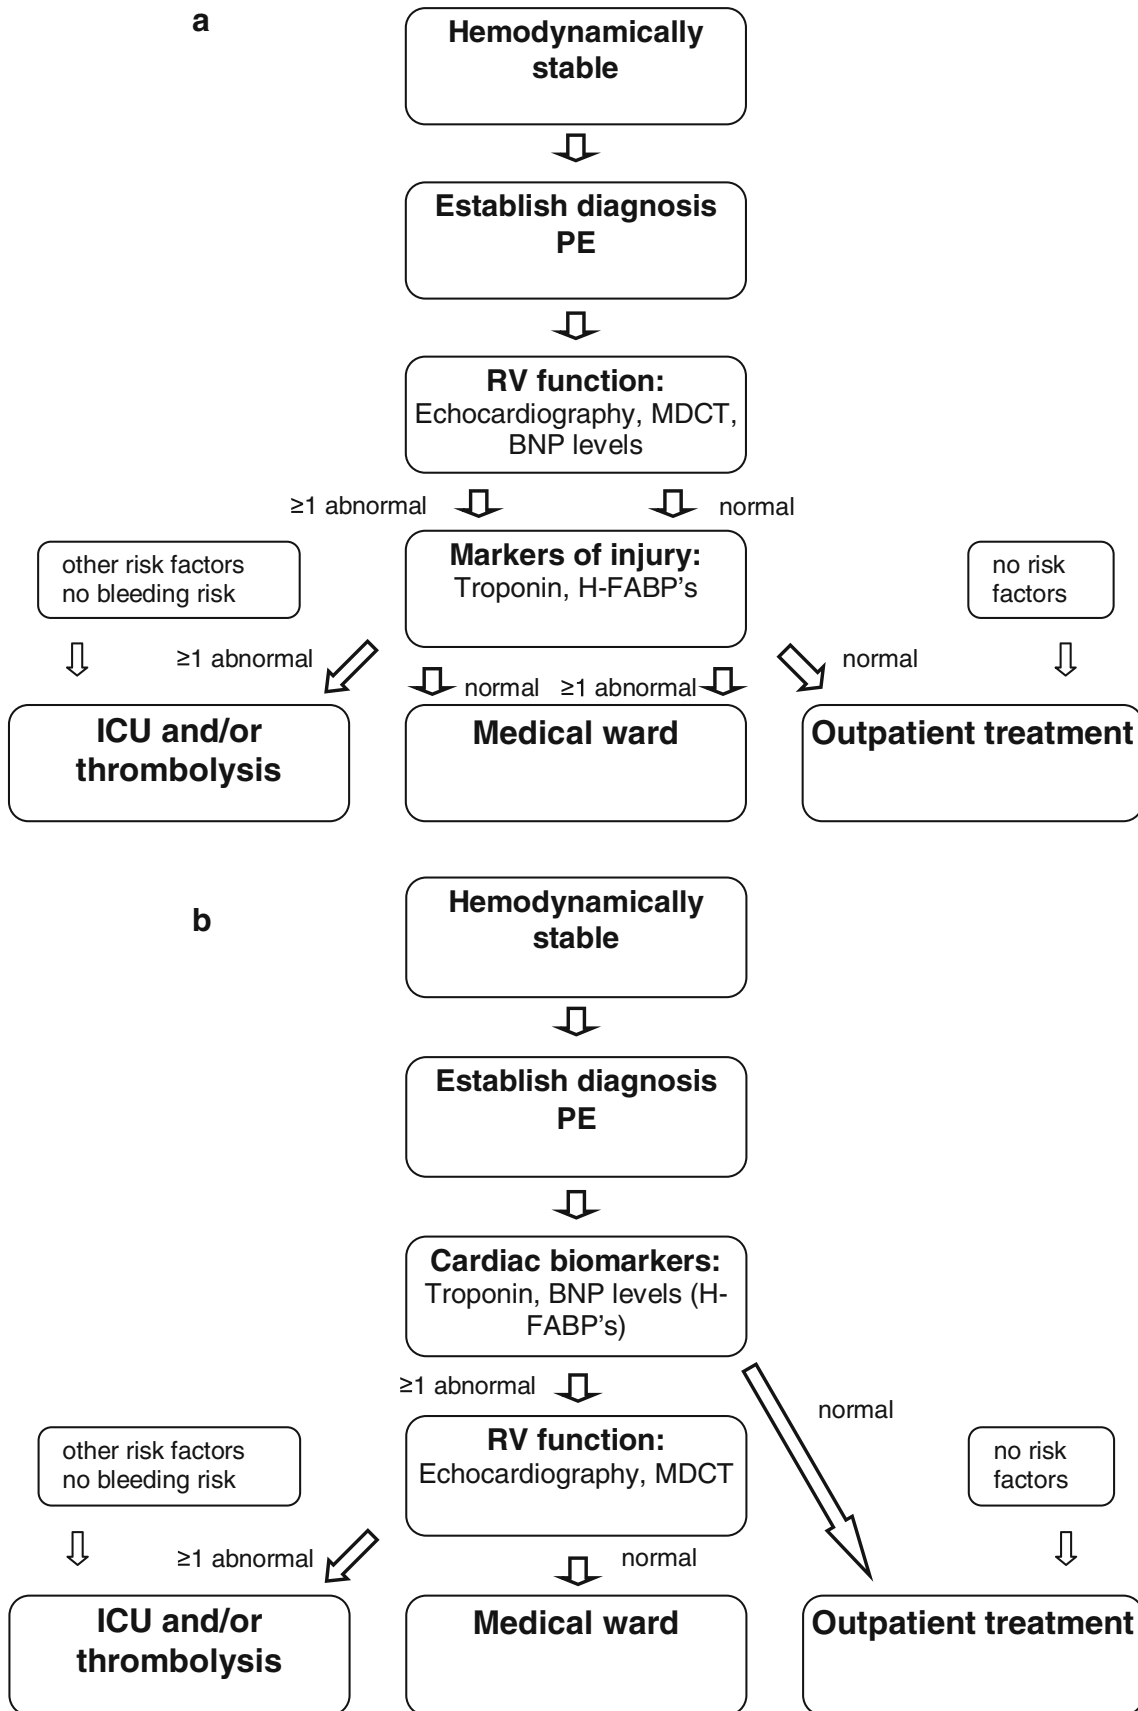 a
Hemodynamically
stable
Establish diagnosis
PE
RV function:
Echocardiography, MDCT,
BNP levels
≥1 abnormal
normal
other risk factors
no bleeding risk
Markers of injury:
Troponin, H-FABP's
no risk
factors
≥1 abnormal
normal
≥1 abnormal
normal
ICU and/or
thrombolysis
Medical ward
Outpatient treatment
b
Hemodynamically
stable
Establish diagnosis
PE
Cardiac biomarkers:
Troponin, BNP levels (H-
FABP's)
≥1 abnormal
normal
other risk factors
no bleeding risk
RV function:
Echocardiography, MDCT
no risk
factors
≥1 abnormal
normal
ICU and/or
thrombolysis
Medical ward
Outpatient treatment